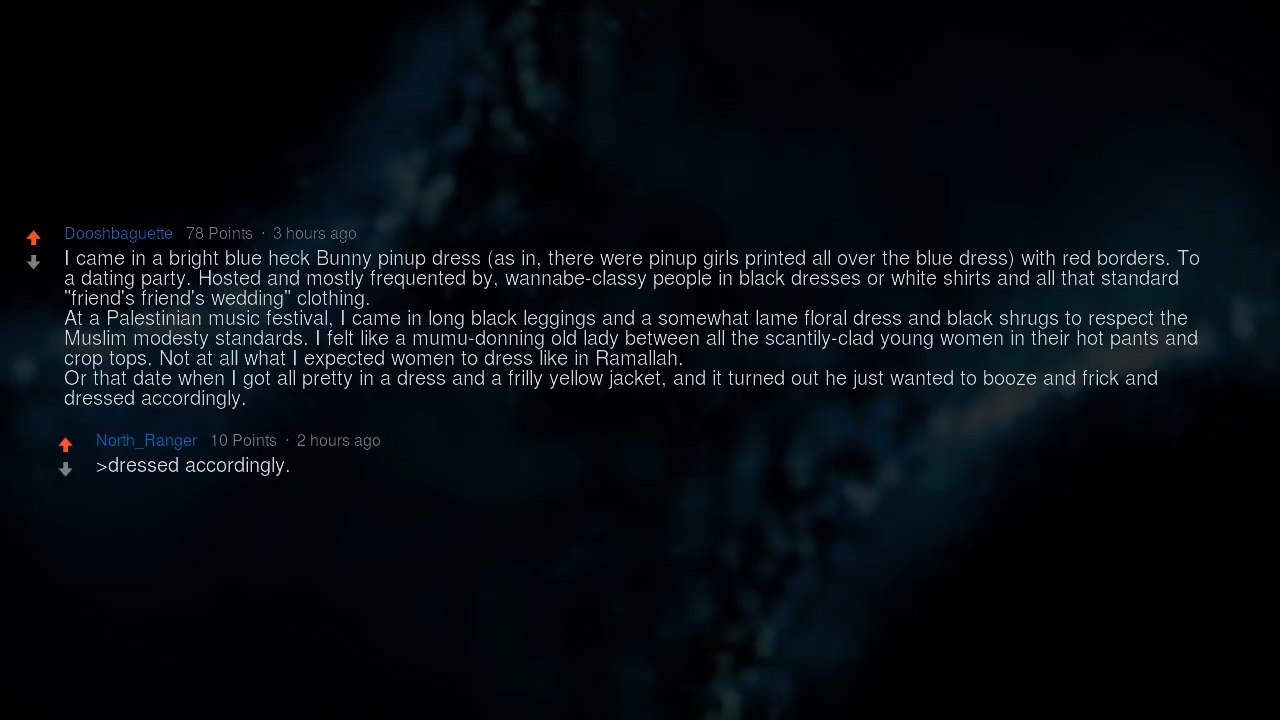 Dooshbaguette 78 Points · 3 hours ago
I came in a bright blue heck Bunny pinup dress (as in, there were pinup girls printed all over the blue dress) with red borders. To
a dating party. Hosted and mostly frequented by, wannabe-classy people in black dresses or white shirts and all that standard
"friend's friend's wedding" clothing.
At a Palestinian music festival, I came in long black leggings and a somewhat lame floral dress and black shrugs to respect the
Muslim modesty standards. I felt like a mumu-donning old lady between all the scantily-clad young women in their hot pants and
crop tops. Not at all what I expected women to dress like in Ramallah.
Or that date when I got all pretty in a dress and a frilly yellow jacket, and it turned out he just wanted to booze and frick and
dressed accordingly.
North_Ranger 10 Points · 2 hours ago
>dressed accordingly.